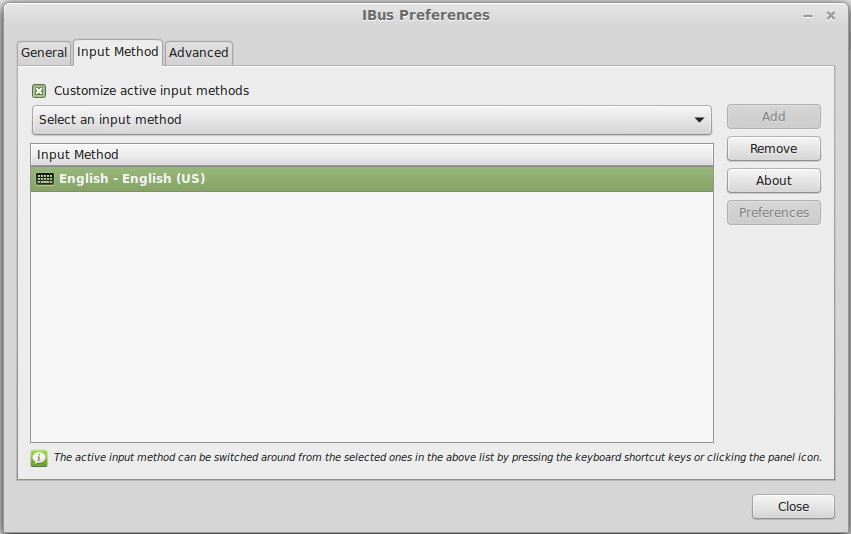 IBus Preferences
General Input Method Advanced
Customize active input methods
Select an input method
Add
Input Method
Remove
English - English (US)
About
Preferences
The active input method can be switched around from the selected ones in the above list by pressing the keyboard shortcut keys or clicking the panel icon.
Close